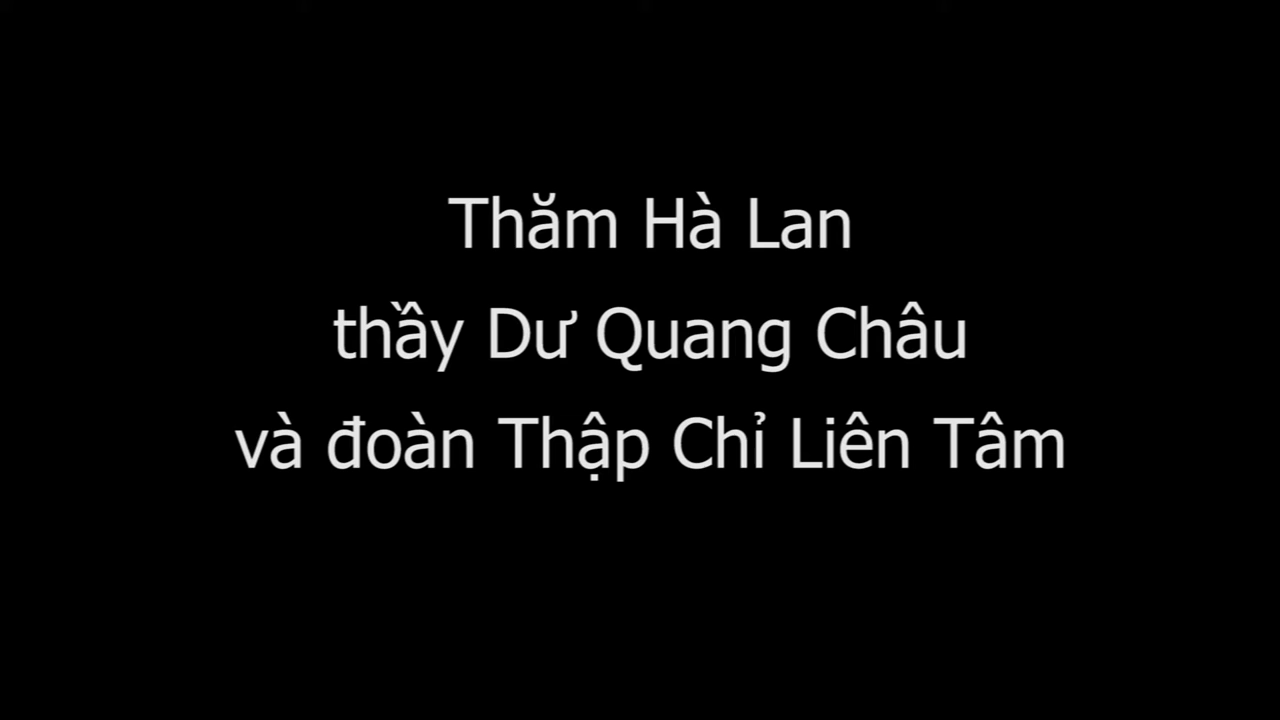 Thăm Hà Lan
thầy Dư Quang Châu
và đoàn Thập Chỉ Liên Tâm